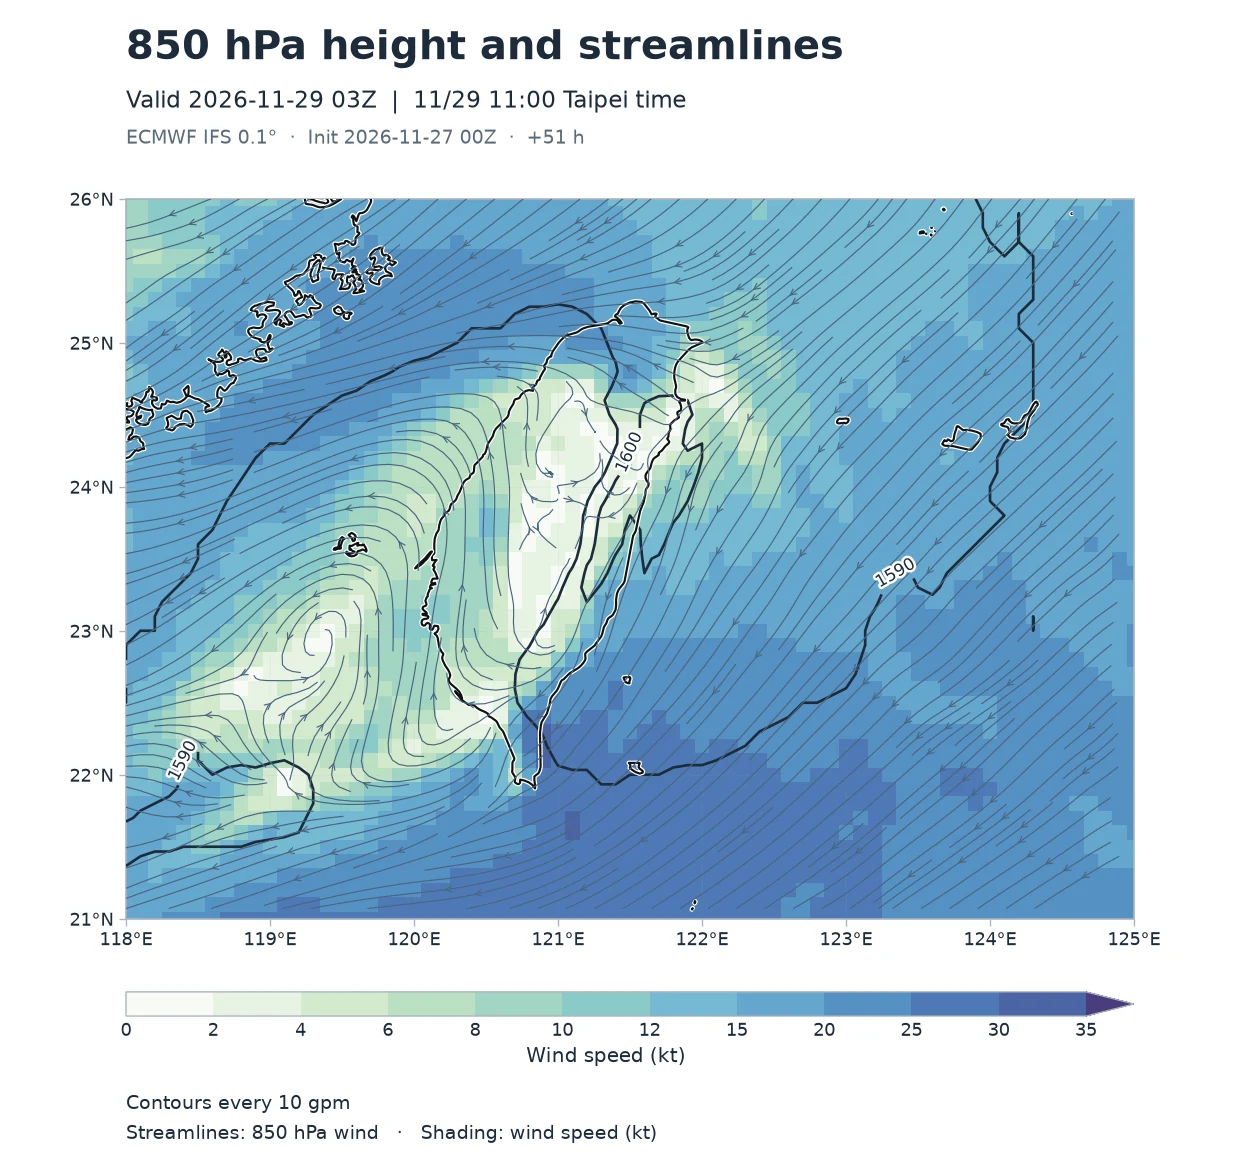 850 hPa height and streamlines
Valid 2026-11-29 03Z | 11/29 11:00 Taipei time
ECMWF IFS 0.1° · Init 2026-11-27 00Z · +51 h
26°N
25°N
1600
24°N
1590
23°N
1590
22°N
21°N
118°E 119°E 120°E 121°E 122°E 123°E 124°E 125°E
0 2 4 6 8 10 12 15 20 25 30 35
Wind speed (kt)
Contours every 10 gpm
Streamlines: 850 hPa wind · Shading: wind speed (kt)